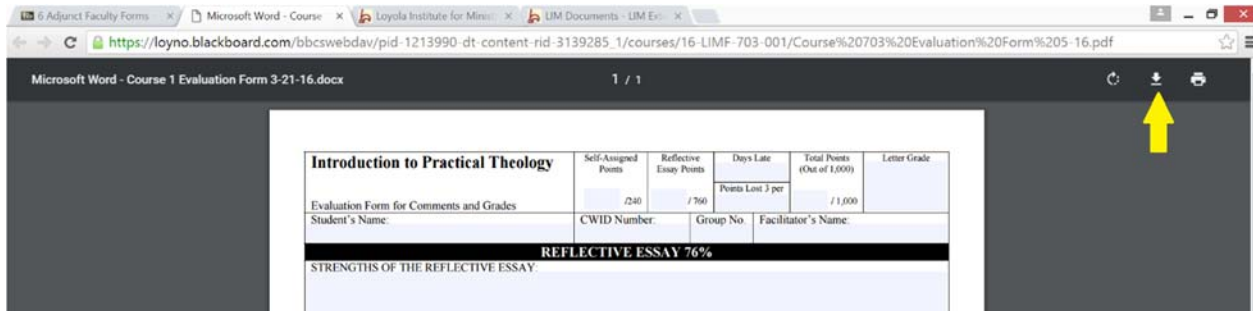 6 Adjunct Faculty Forms
Microsoft Word - Course
Loyola Institute for Minist
LIM Documents - LIM Ext
https://loyno.blackboard.com/bbcswebdav/pid-1213990-dt-content-rid-3139285_1/courses/16-LIMF-703-001/Course%20703%20Evaluation%20Form%205-16.pdf
Microsoft Word - Course 1 Evaluation Form 3-21-16.docx
1 / 1
Introduction to Practical Theology
Evaluation Form for Comments and Grades
Self-Assigned
Points
/240
Reflective
Essay Points
/ 760
Days Late
Points Lost 3 per
Total Points
(Out of 1,000)
/ 1,000
Letter Grade
Student's Name:
CWID Number:
Group No.
Facilitator's Name:
REFLECTIVE ESSAY 76%
STRENGTHS OF THE REFLECTIVE ESSAY: